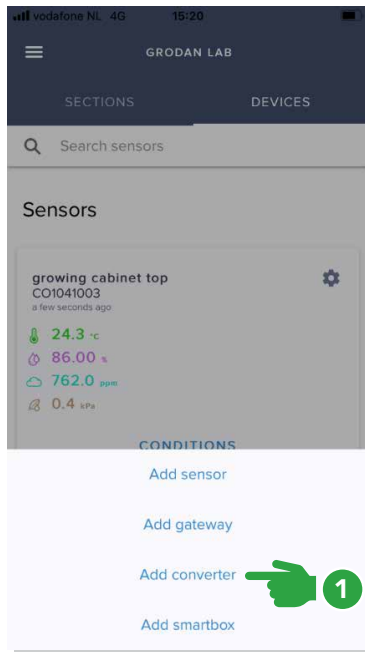 vodafone NL 4G 15:20
GRODAN LAB
SECTIONS DEVICES
Search sensors
Sensors
growing cabinet top
CO1041003
a few seconds ago
24.3 °C
86.00 %
762.0 ppm
0.4 kPa
CONDITIONS
Add sensor
Add gateway
Add converter 1
Add smartbox